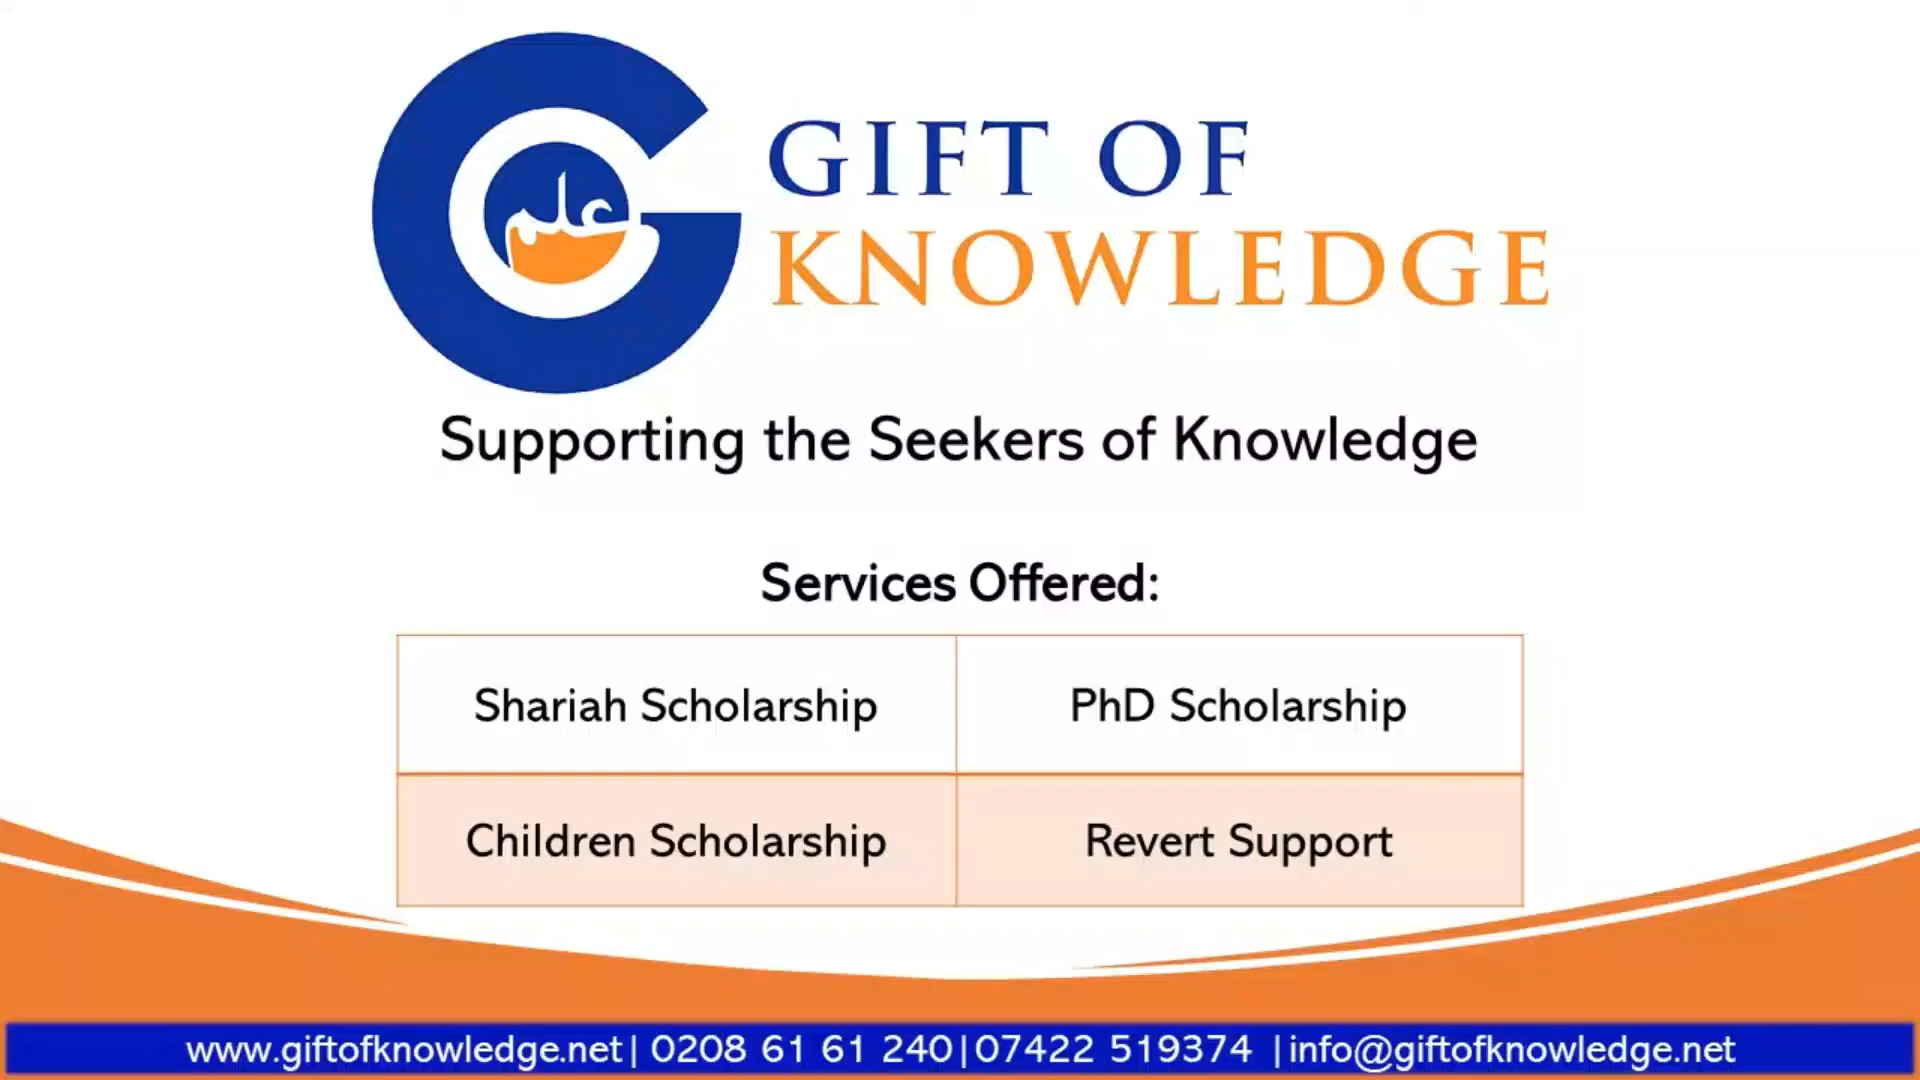 علم
GIFT OF
KNOWLEDGE
Supporting the Seekers of Knowledge
Services Offered:
Shariah Scholarship
PhD Scholarship
Children Scholarship
Revert Support
www.giftofknowledge.net| 0208 61 61 240|07422 519374 |info@giftofknowledge.net